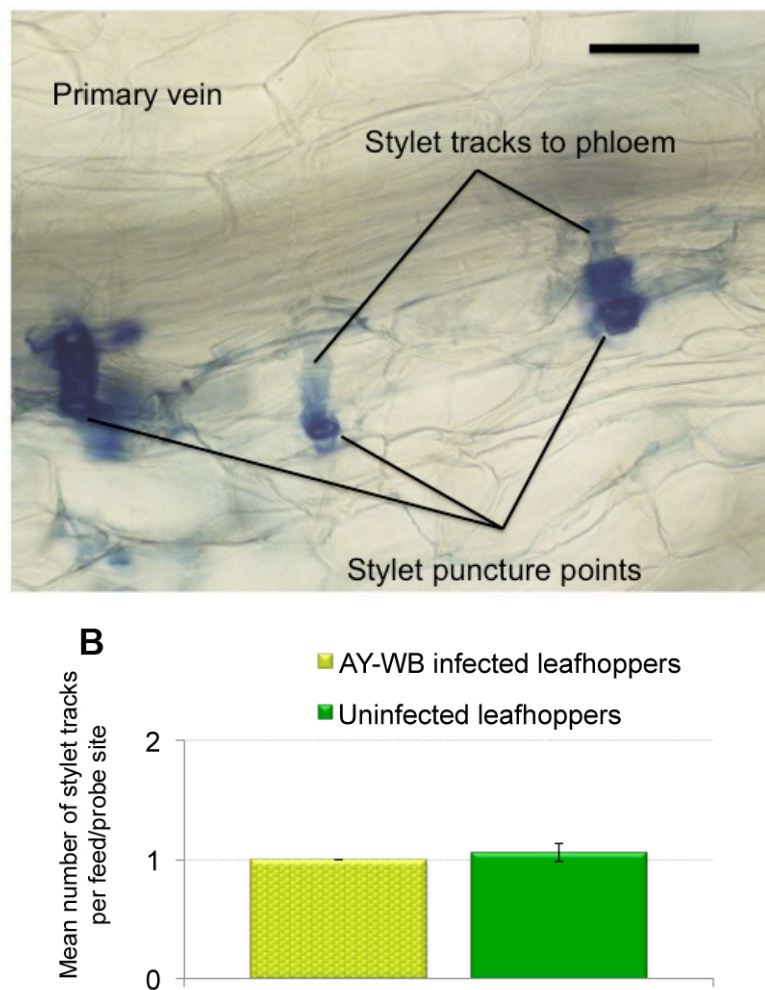 Primary vein
Stylet tracks to phloem
Stylet puncture points
B
AY-WB infected leafhoppers
Uninfected leafhoppers
Mean number of stylet tracks
per feed/probe site
2
1
0